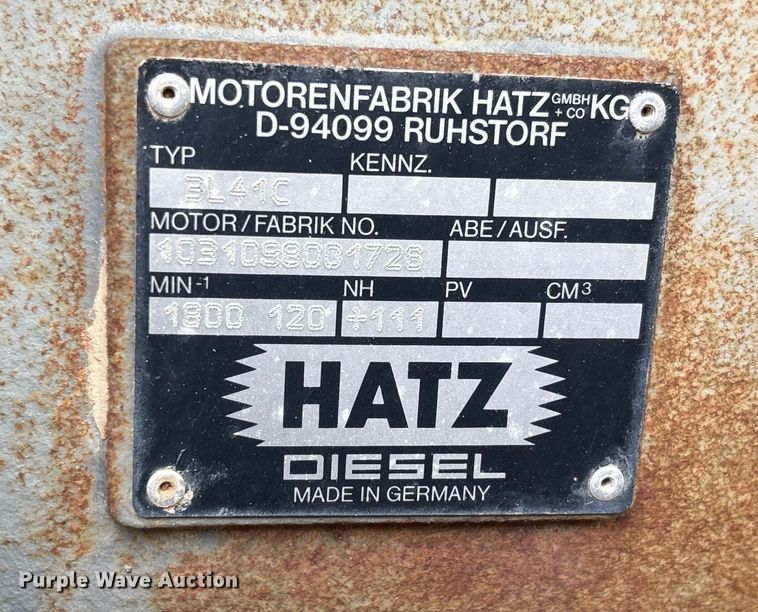 MOTORENFABRIK HATZ GMBH + CO KG
D-94099 RUHSTORF
TYP KENNZ.
3L41C
MOTOR/FABRIK NO. ABE/AUSF.
MIN-1 NH PV CM3
1800 120 +111
HATZ
DIESEL
MADE IN GERMANY
Purple Wave Auction